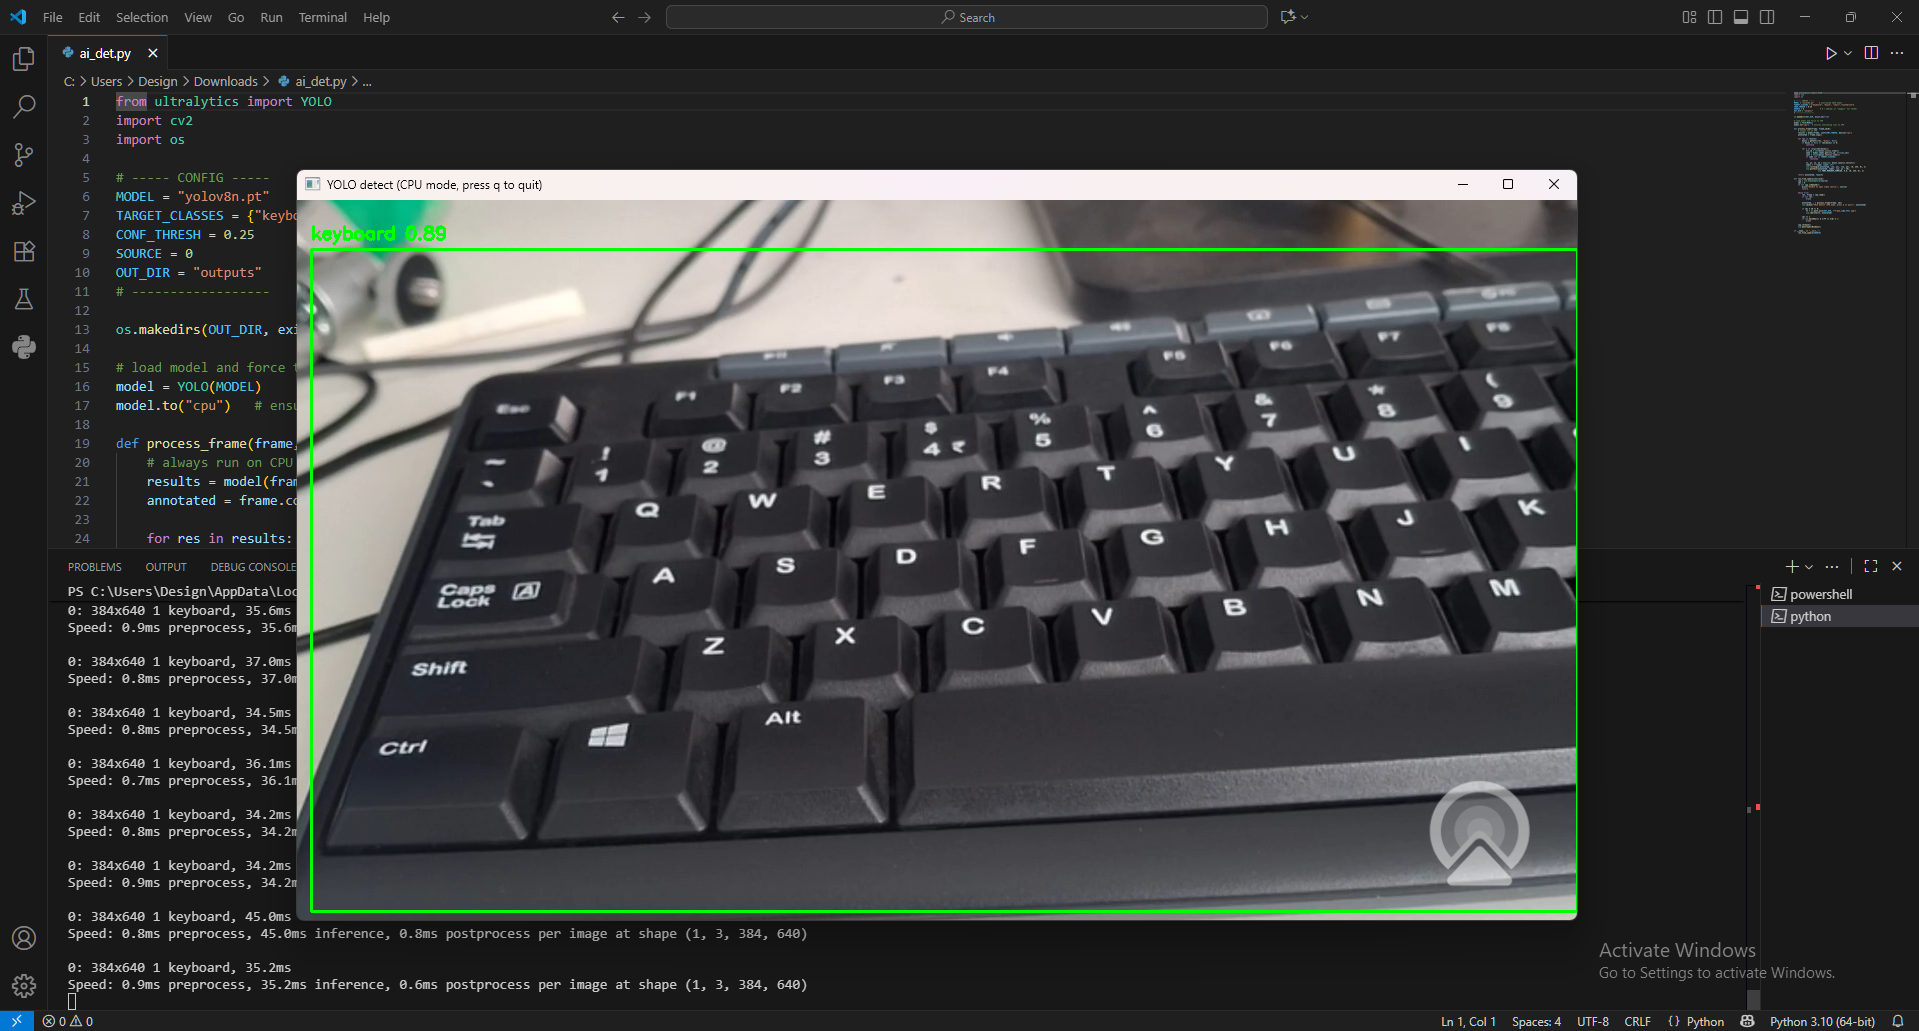 File Edit Selection View Go Run Terminal Help
Search
ai_det.py
C: > Users > Design > Downloads > ai_det.py > ...
1 from ultralytics import YOLO
2 import cv2
3 import os
4
5 # ----- CONFIG -----
6 MODEL = "yolov8n.pt"
7 TARGET_CLASSES = {"keybo
8 CONF_THRESH = 0.25
9 SOURCE = 0
10 OUT_DIR = "outputs"
11 # ------------------
12
13 os.makedirs(OUT_DIR, exi
14
15 # load model and force t
16 model = YOLO(MODEL)
17 model.to("cpu")   # ensu
18
19 def process_frame(frame,
20     # always run on CPU
21     results = model(fram
22     annotated = frame.co
23
24     for res in results:
YOLO detect (CPU mode, press q to quit)
keyboard 0.89
Esc F1 F2 F3 F4 F5 F6 F7 F8
~ ! 1 @ 2 # 3 $ 4 ₹ % 5 ^ 6 & 7 * 8 ( 9
Tab Q W E R T Y U I
Caps Lock A A S D F G H J K
Shift Z X C V B N M
Ctrl Alt
PROBLEMS OUTPUT DEBUG CONSOLE
PS C:\Users\Design\AppData\Loc
0: 384x640 1 keyboard, 35.6ms
Speed: 0.9ms preprocess, 35.6m
0: 384x640 1 keyboard, 37.0ms
Speed: 0.8ms preprocess, 37.0m
0: 384x640 1 keyboard, 34.5ms
Speed: 0.8ms preprocess, 34.5m
0: 384x640 1 keyboard, 36.1ms
Speed: 0.7ms preprocess, 36.1m
0: 384x640 1 keyboard, 34.2ms
Speed: 0.8ms preprocess, 34.2m
0: 384x640 1 keyboard, 34.2ms
Speed: 0.9ms preprocess, 34.2m
0: 384x640 1 keyboard, 45.0ms
Speed: 0.8ms preprocess, 45.0ms inference, 0.8ms postprocess per image at shape (1, 3, 384, 640)
0: 384x640 1 keyboard, 35.2ms
Speed: 0.9ms preprocess, 35.2ms inference, 0.6ms postprocess per image at shape (1, 3, 384, 640)
powershell
python
Activate Windows
Go to Settings to activate Windows.
0 0
Ln 1, Col 1 Spaces: 4 UTF-8 CRLF { } Python Python 3.10 (64-bit)